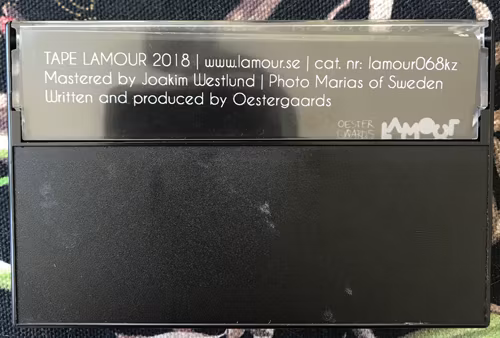 TAPE LAMOUR 2018 | www.lamour.se | cat. nr: lamour068kz
Mastered by Joakim Westlund | Photo Marias of Sweden
Written and produced by Oestergaards
OESTER
GAARDS
LAMOUR